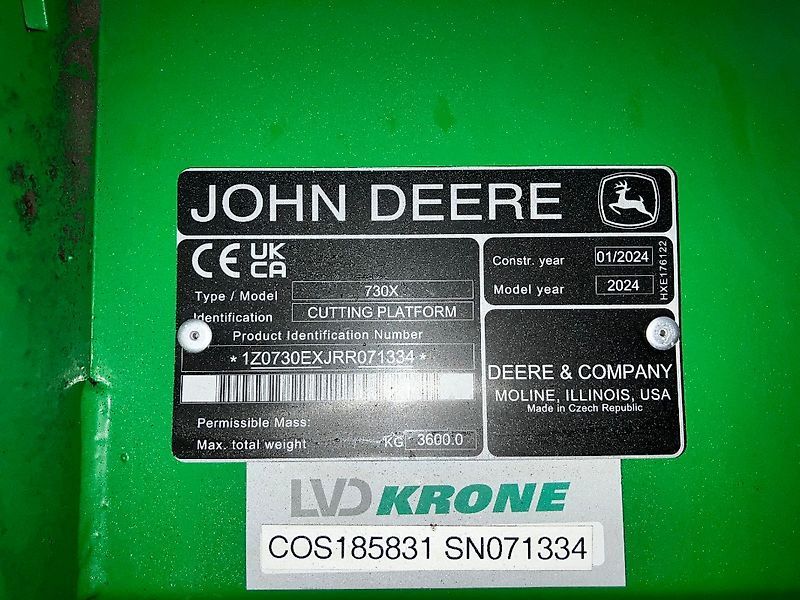 JOHN DEERE
CE UK CA
Type / Model 730X
Identification CUTTING PLATFORM
Product Identification Number
*1Z0730EXJRR071334*
Permissible Mass:
Max. total weight KG 3600.0
Constr. year 01/2024
Model year 2024
HXE176122
DEERE & COMPANY
MOLINE, ILLINOIS, USA
Made in Czech Republic
LVD KRONE
COS185831 SN071334